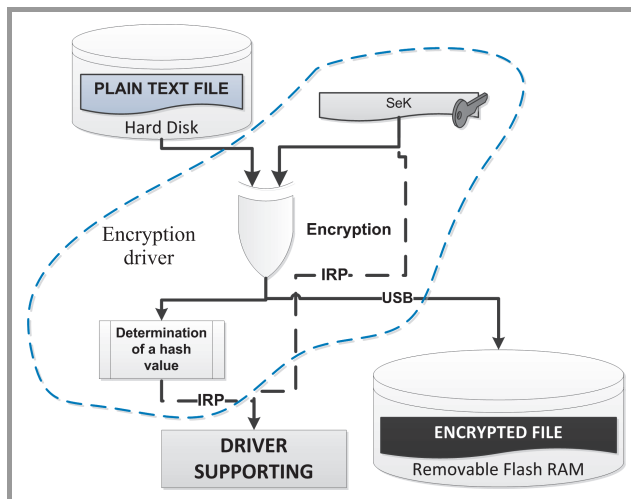 PLAIN TEXT FILE
Hard Disk
SeK
Encryption
driver
Encryption
IRP
USB
Determination
of a hash
value
IRP
DRIVER
SUPPORTING
ENCRYPTED FILE
Removable Flash RAM